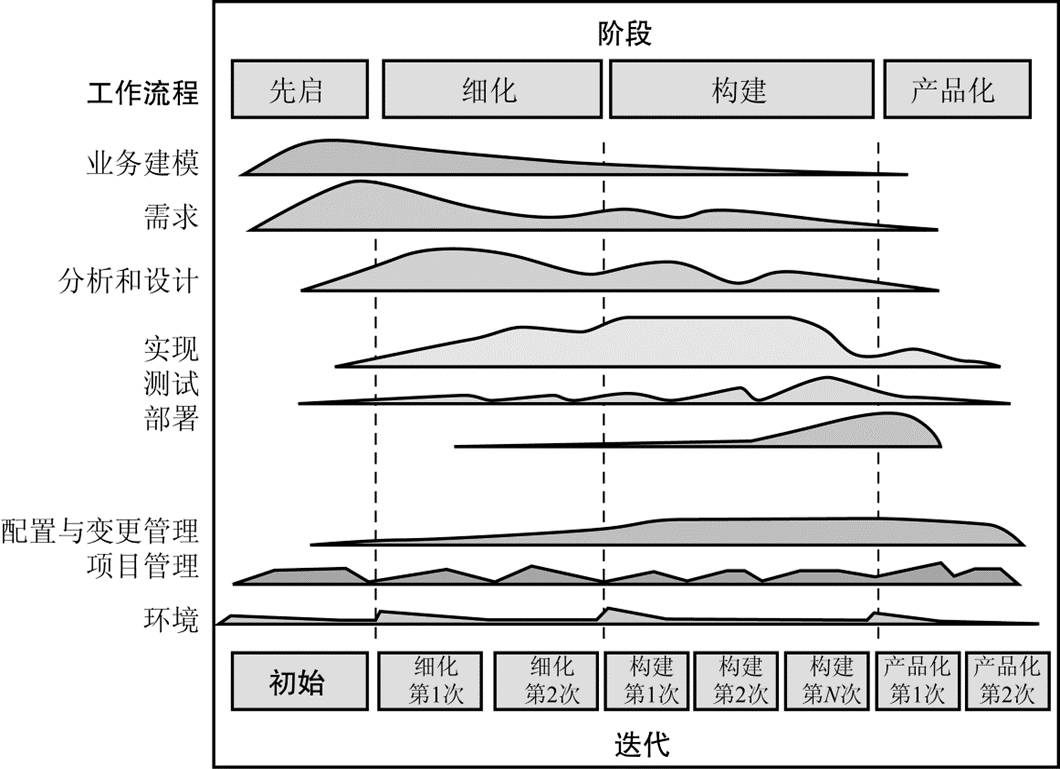 阶段
工作流程
先启
细化
构建
产品化
业务建模
需求
分析和设计
实现
测试
部署
配置与变更管理
项目管理
环境
初始
细化
第1次
细化
第2次
构建
第1次
构建
第2次
构建
第N次
产品化
第1次
产品化
第2次
迭代